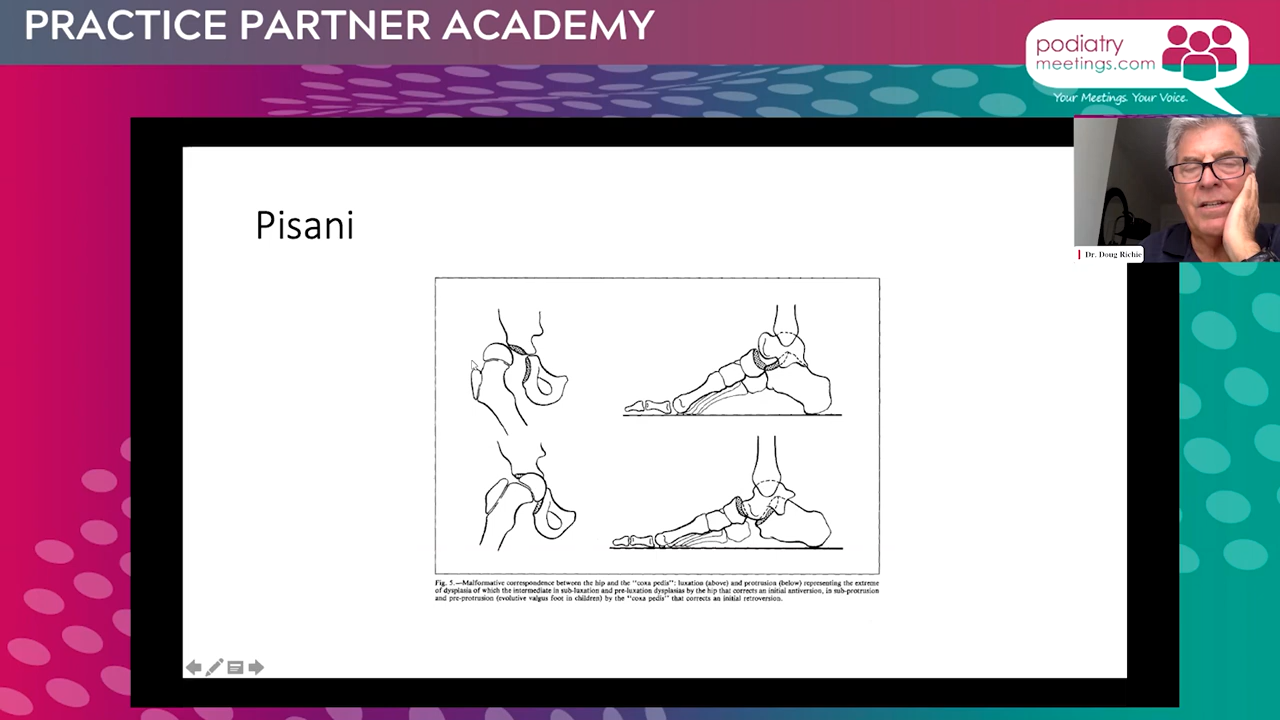 PRACTICE PARTNER ACADEMY
podiatry
meetings.com
Your Meetings. Your Voice.
Dr. Doug Richie
Pisani
Fig. 5.—Malformative correspondence between the hip and the "coxa pedis": luxation (above) and protrusion (below) representing the extreme
of dysplasia of which the intermediate in sub-luxation and pre-luxation dysplasias by the hip that corrects an initial antiversion, in sub-protrusion
and pre-protrusion (evolutive valgus foot in children) by the "coxa pedis" that corrects an initial retroversion.